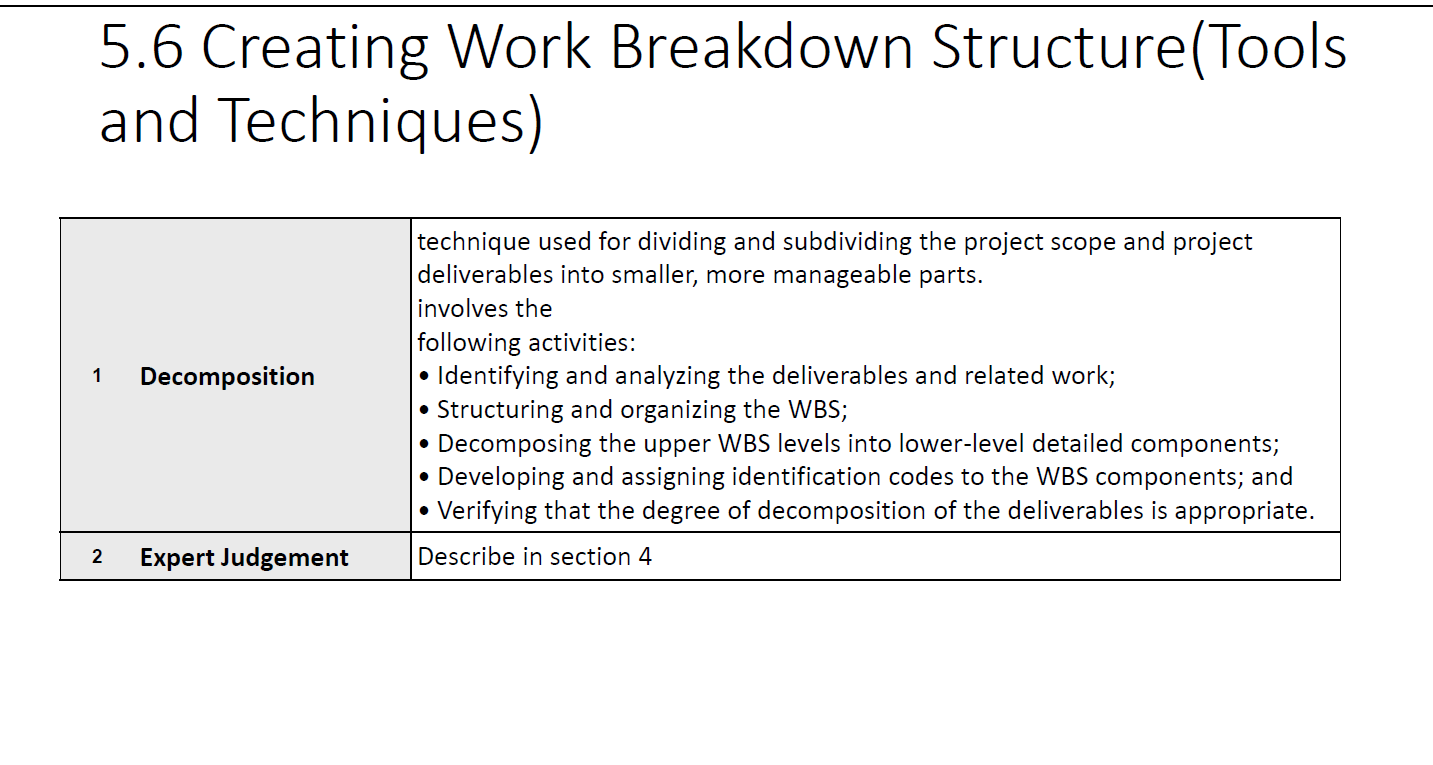 5.6 Creating Work Breakdown Structure(Tools
and Techniques)
1 Decomposition
technique used for dividing and subdividing the project scope and project
deliverables into smaller, more manageable parts.
involves the
following activities:
• Identifying and analyzing the deliverables and related work;
• Structuring and organizing the WBS;
• Decomposing the upper WBS levels into lower-level detailed components;
• Developing and assigning identification codes to the WBS components; and
• Verifying that the degree of decomposition of the deliverables is appropriate.
2 Expert Judgement
Describe in section 4